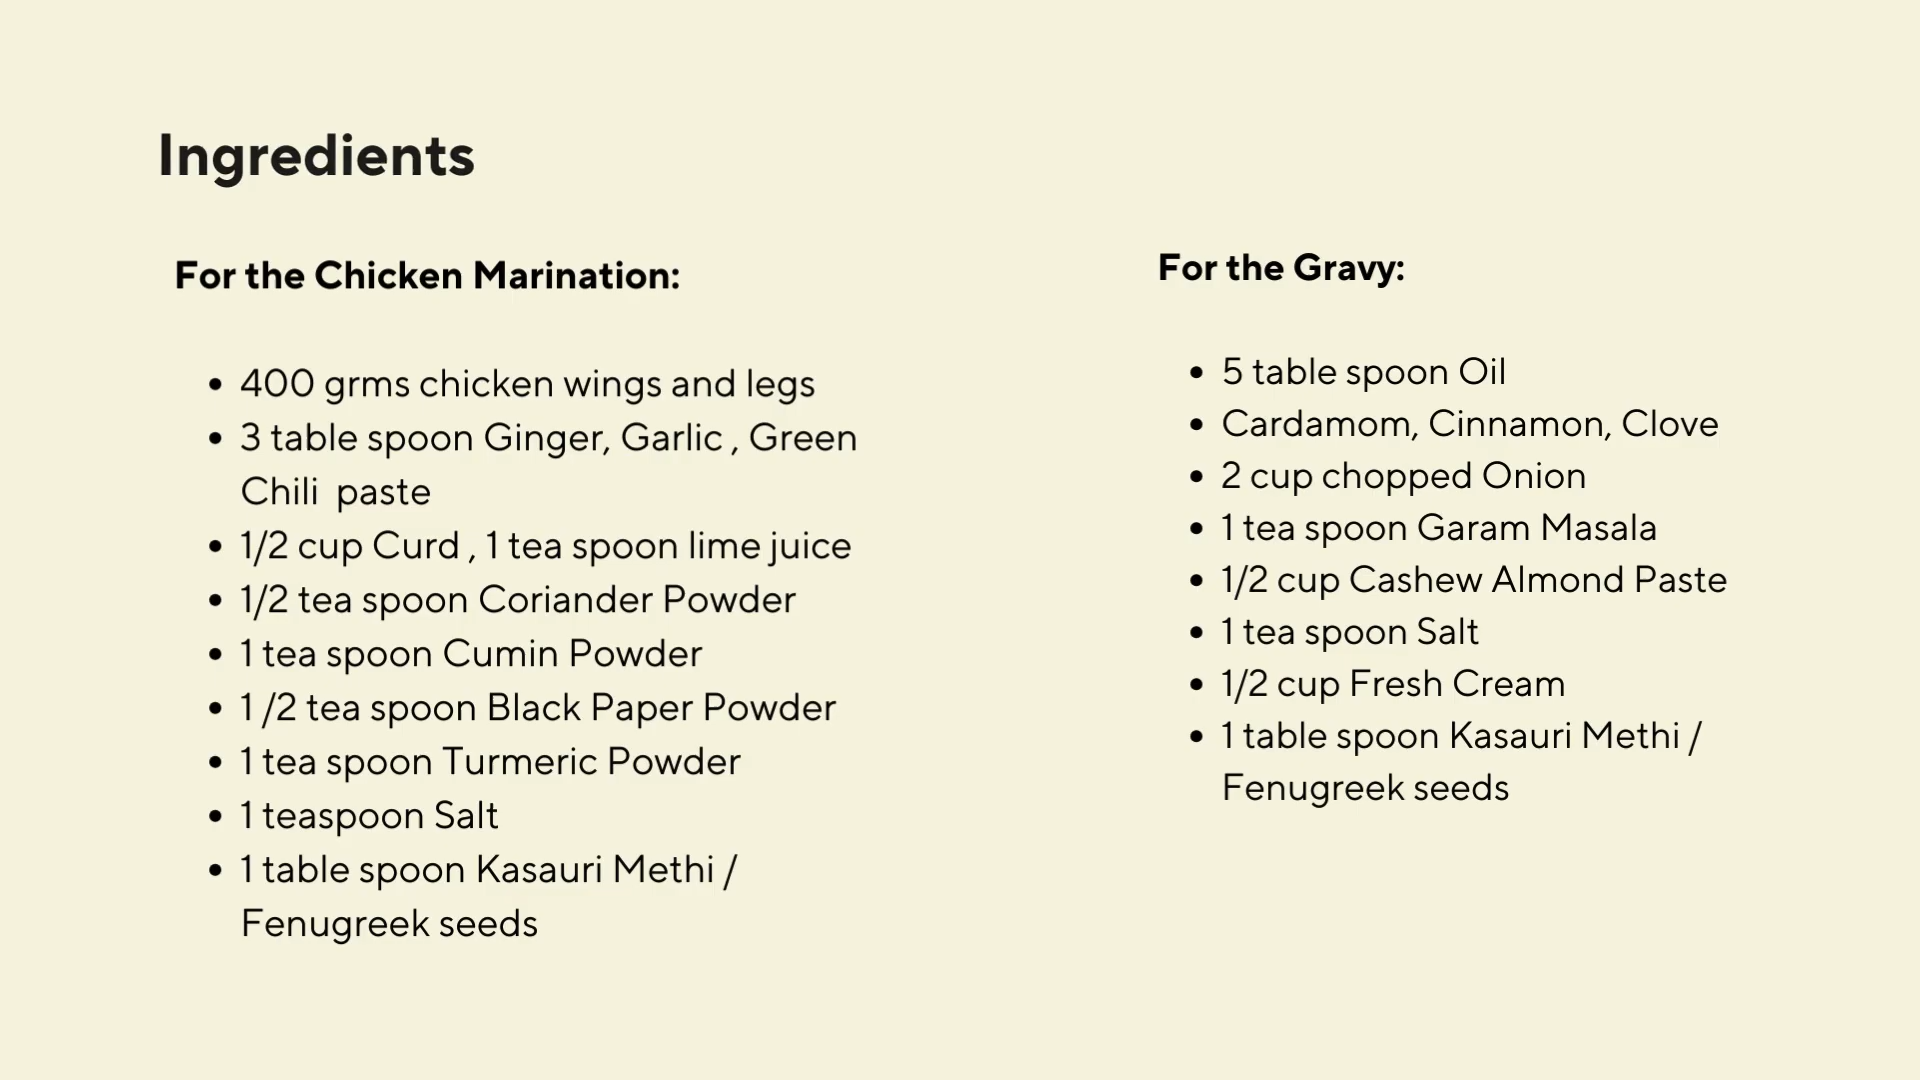 Ingredients
For the Chicken Marination:
• 400 grms chicken wings and legs
• 3 table spoon Ginger, Garlic , Green
Chili  paste
• 1/2 cup Curd , 1 tea spoon lime juice
• 1/2 tea spoon Coriander Powder
• 1 tea spoon Cumin Powder
• 1 /2 tea spoon Black Paper Powder
• 1 tea spoon Turmeric Powder
• 1 teaspoon Salt
• 1 table spoon Kasauri Methi /
Fenugreek seeds
For the Gravy:
• 5 table spoon Oil
• Cardamom, Cinnamon, Clove
• 2 cup chopped Onion
• 1 tea spoon Garam Masala
• 1/2 cup Cashew Almond Paste
• 1 tea spoon Salt
• 1/2 cup Fresh Cream
• 1 table spoon Kasauri Methi /
Fenugreek seeds